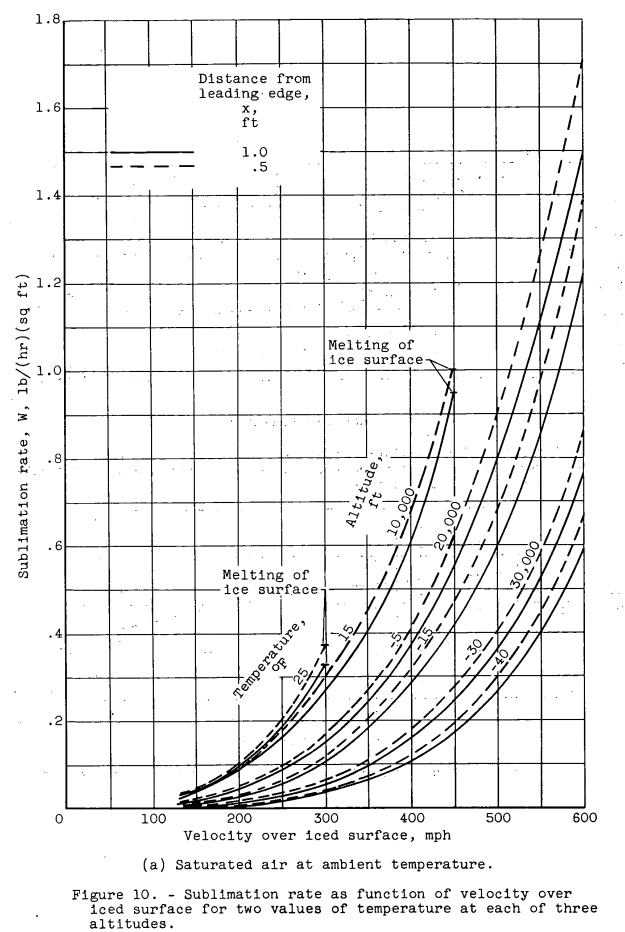 1.8
1.6
1.4
1.2
1.0
.8
.6
.4
.2
0
100
200
300
400
500
600
Sublimation rate, W, lb/(hr)(sq ft)
Distance from
leading edge,
x,
ft
1.0
.5
Melting of
ice surface
Altitude,
ft
10,000
20,000
30,000
Melting of
ice surface
Temperature,
°F
25
15
-5
-15
-30
-40
Velocity over iced surface, mph
(a) Saturated air at ambient temperature.
Figure 10. - Sublimation rate as function of velocity over
iced surface for two values of temperature at each of three
altitudes.